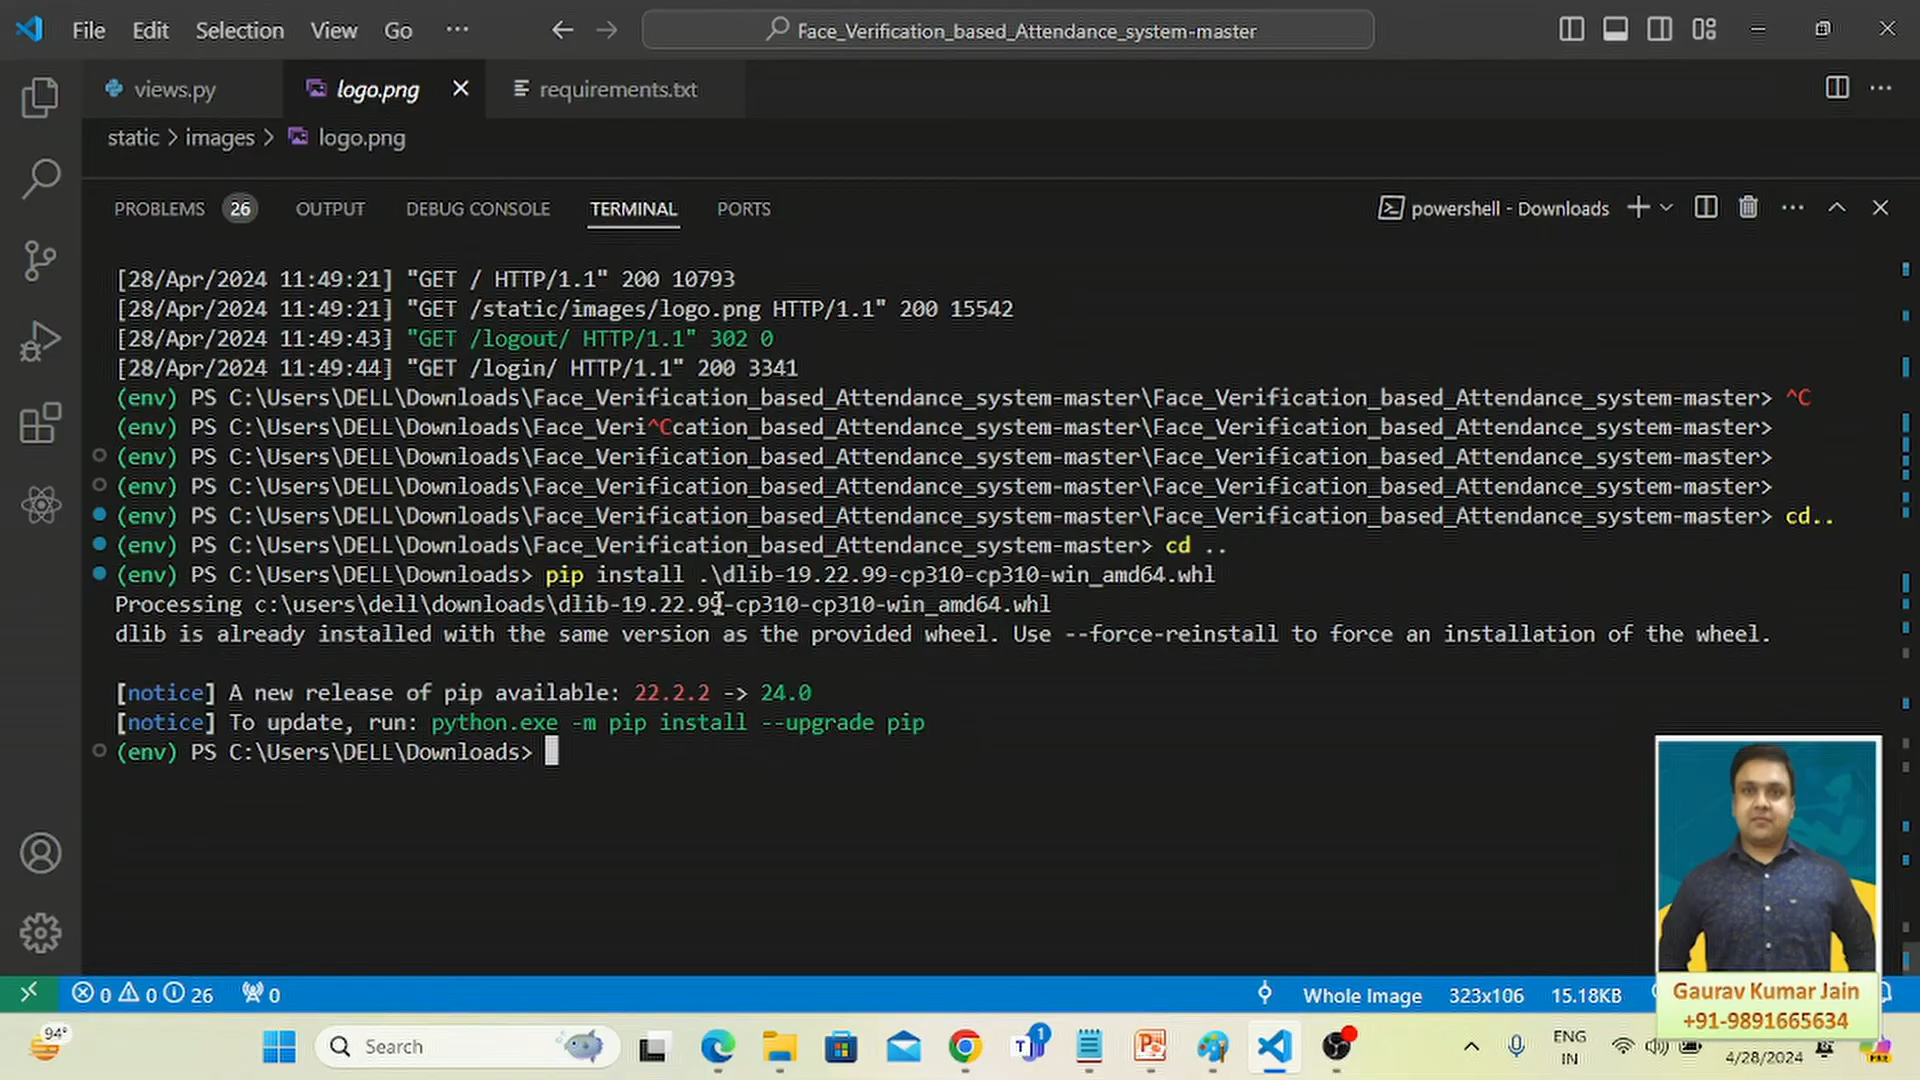 File Edit Selection View Go ... Face_Verification_based_Attendance_system-master
views.py logo.png requirements.txt
static > images > logo.png
PROBLEMS 26 OUTPUT DEBUG CONSOLE TERMINAL PORTS powershell - Downloads
[28/Apr/2024 11:49:21] "GET / HTTP/1.1" 200 10793
[28/Apr/2024 11:49:21] "GET /static/images/logo.png HTTP/1.1" 200 15542
[28/Apr/2024 11:49:43] "GET /logout/ HTTP/1.1" 302 0
[28/Apr/2024 11:49:44] "GET /login/ HTTP/1.1" 200 3341
(env) PS C:\Users\DELL\Downloads\Face_Verification_based_Attendance_system-master\Face_Verification_based_Attendance_system-master> ^C
(env) PS C:\Users\DELL\Downloads\Face_Veri^Ccation_based_Attendance_system-master\Face_Verification_based_Attendance_system-master>
(env) PS C:\Users\DELL\Downloads\Face_Verification_based_Attendance_system-master\Face_Verification_based_Attendance_system-master>
(env) PS C:\Users\DELL\Downloads\Face_Verification_based_Attendance_system-master\Face_Verification_based_Attendance_system-master>
(env) PS C:\Users\DELL\Downloads\Face_Verification_based_Attendance_system-master\Face_Verification_based_Attendance_system-master> cd..
(env) PS C:\Users\DELL\Downloads\Face_Verification_based_Attendance_system-master> cd ..
(env) PS C:\Users\DELL\Downloads> pip install .\dlib-19.22.99-cp310-cp310-win_amd64.whl
Processing c:\users\dell\downloads\dlib-19.22.99-cp310-cp310-win_amd64.whl
dlib is already installed with the same version as the provided wheel. Use --force-reinstall to force an installation of the wheel.
[notice] A new release of pip available: 22.2.2 -> 24.0
[notice] To update, run: python.exe -m pip install --upgrade pip
(env) PS C:\Users\DELL\Downloads>
0 0 26 0 Whole Image 323x106 15.18KB
Gaurav Kumar Jain
+91-9891665634
94° Search 1 ENG
IN
4/28/2024